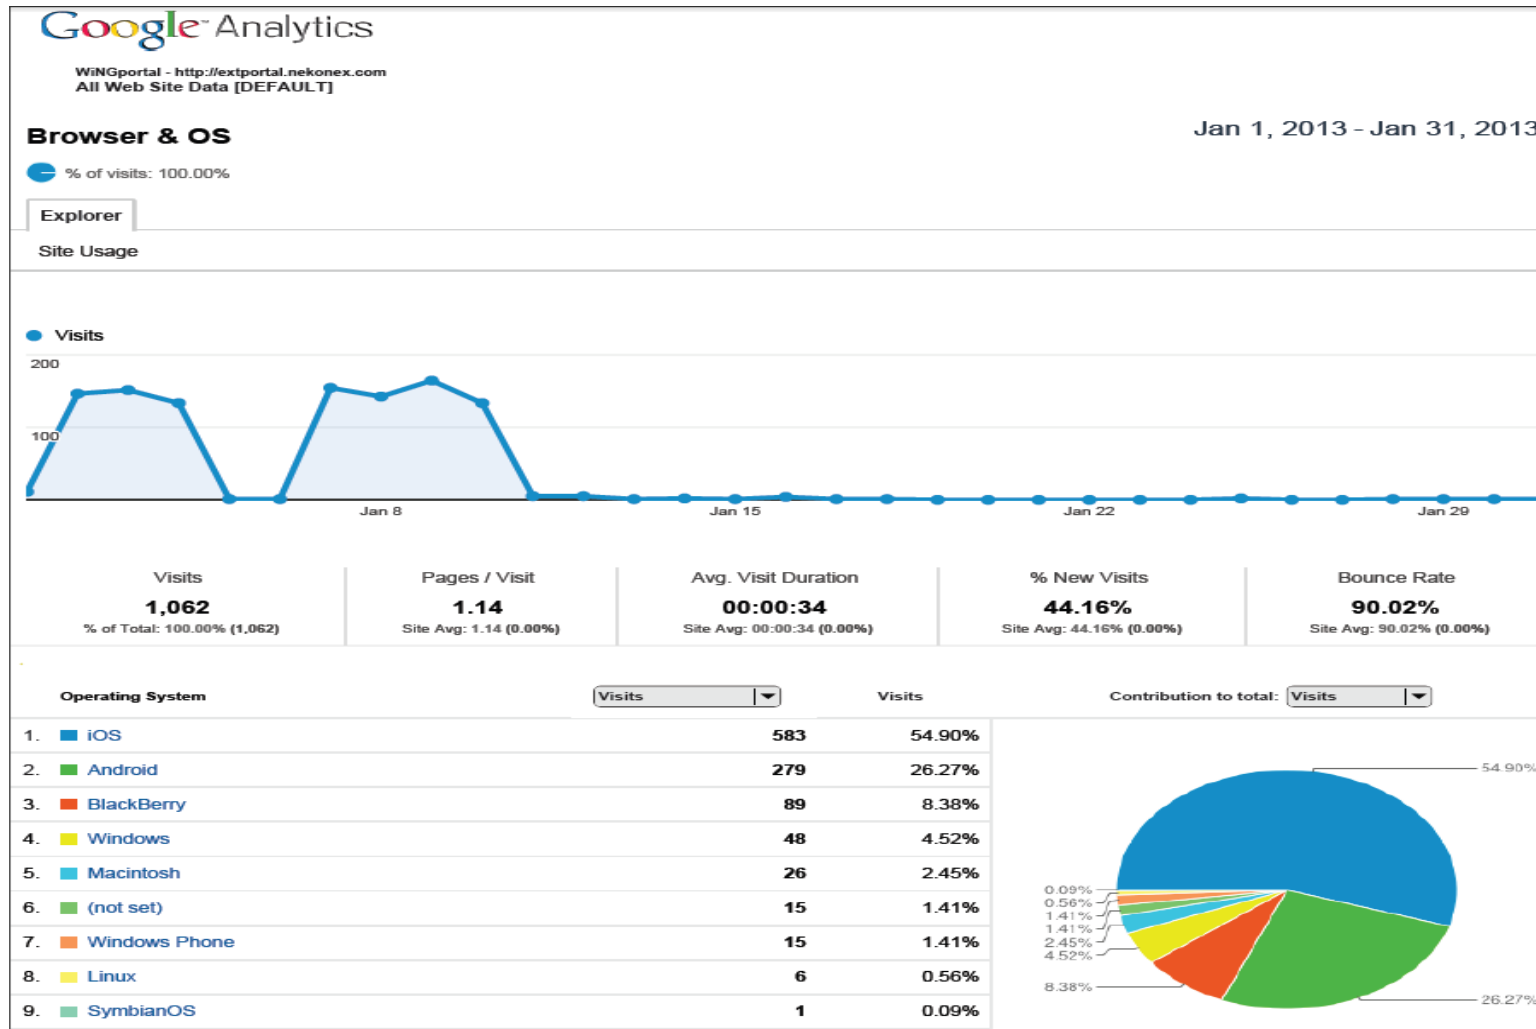 Google™ Analytics
WiNGportal - http://extportal.nekonex.com
All Web Site Data [DEFAULT]
Browser & OS
Jan 1, 2013 - Jan 31, 2013
% of visits: 100.00%
Explorer
Site Usage
Visits
200
100
Jan 8 Jan 15 Jan 22 Jan 29
Visits Pages / Visit Avg. Visit Duration % New Visits Bounce Rate
1,062 1.14 00:00:34 44.16% 90.02%
% of Total: 100.00% (1,062) Site Avg: 1.14 (0.00%) Site Avg: 00:00:34 (0.00%) Site Avg: 44.16% (0.00%) Site Avg: 90.02% (0.00%)
Operating System Visits Visits Contribution to total: Visits
1. iOS 583 54.90%
2. Android 279 26.27%
3. BlackBerry 89 8.38%
4. Windows 48 4.52%
5. Macintosh 26 2.45%
6. (not set) 15 1.41%
7. Windows Phone 15 1.41%
8. Linux 6 0.56%
9. SymbianOS 1 0.09%
54.90%
0.09%
0.56%
1.41%
1.41%
2.45%
4.52%
8.38%
26.27%